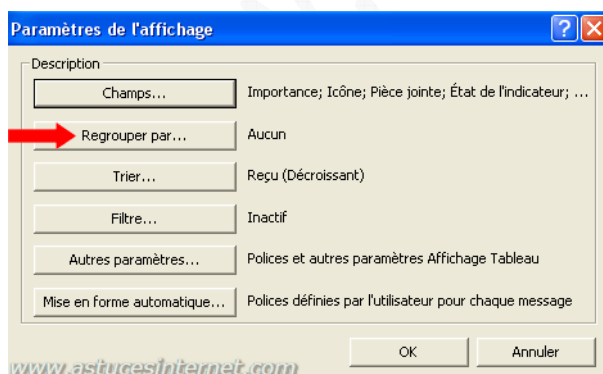 Paramètres de l'affichage
Description
Champs... Importance; Icône; Pièce jointe; État de l'indicateur; ...
Regrouper par... Aucun
Trier... Reçu (Décroissant)
Filtre... Inactif
Autres paramètres... Polices et autres paramètres Affichage Tableau
Mise en forme automatique... Polices définies par l'utilisateur pour chaque message
OK Annuler
www.astucesinternet.com